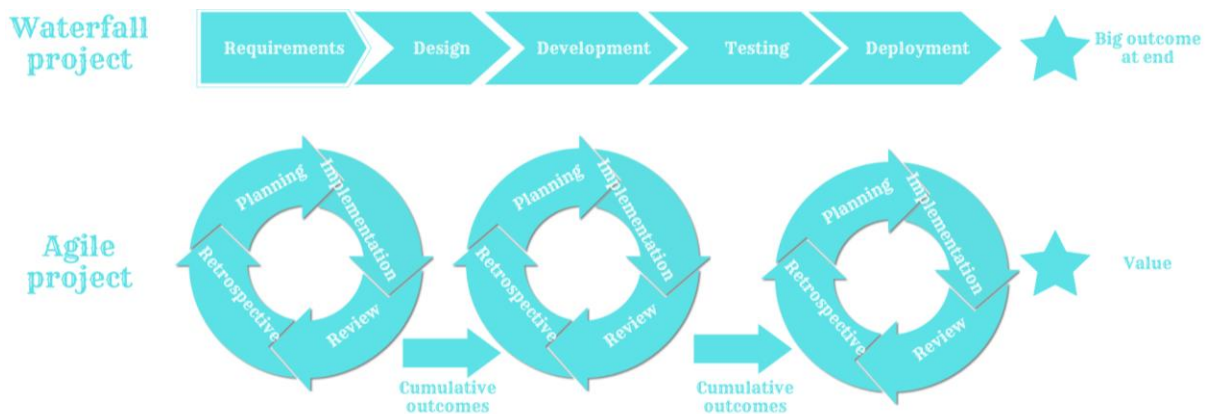 Waterfall
project
Requirements
Design
Development
Testing
Deployment
Big outcome
at end
Agile
project
Planning
Implementation
Review
Retrospective
Cumulative
outcomes
Planning
Implementation
Review
Retrospective
Cumulative
outcomes
Planning
Implementation
Review
Retrospective
Value